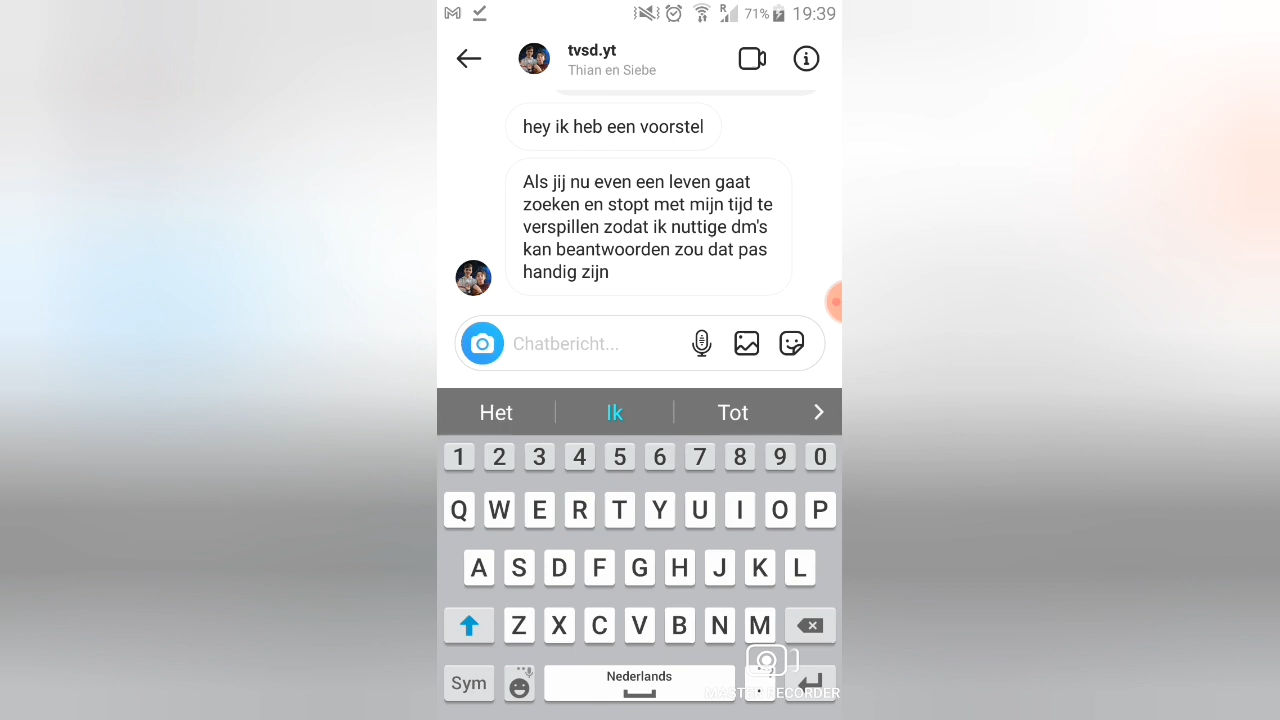 R
71%
19:39
tvsd.yt
Thian en Siebe
hey ik heb een voorstel
Als jij nu even een leven gaat
zoeken en stopt met mijn tijd te
verspillen zodat ik nuttige dm's
kan beantwoorden zou dat pas
handig zijn
Chatbericht...
Het Ik Tot
1 2 3 4 5 6 7 8 9 0
Q W E R T Y U I O P
A S D F G H J K L
Z X C V B N M
Sym Nederlands
MASTER RECORDER